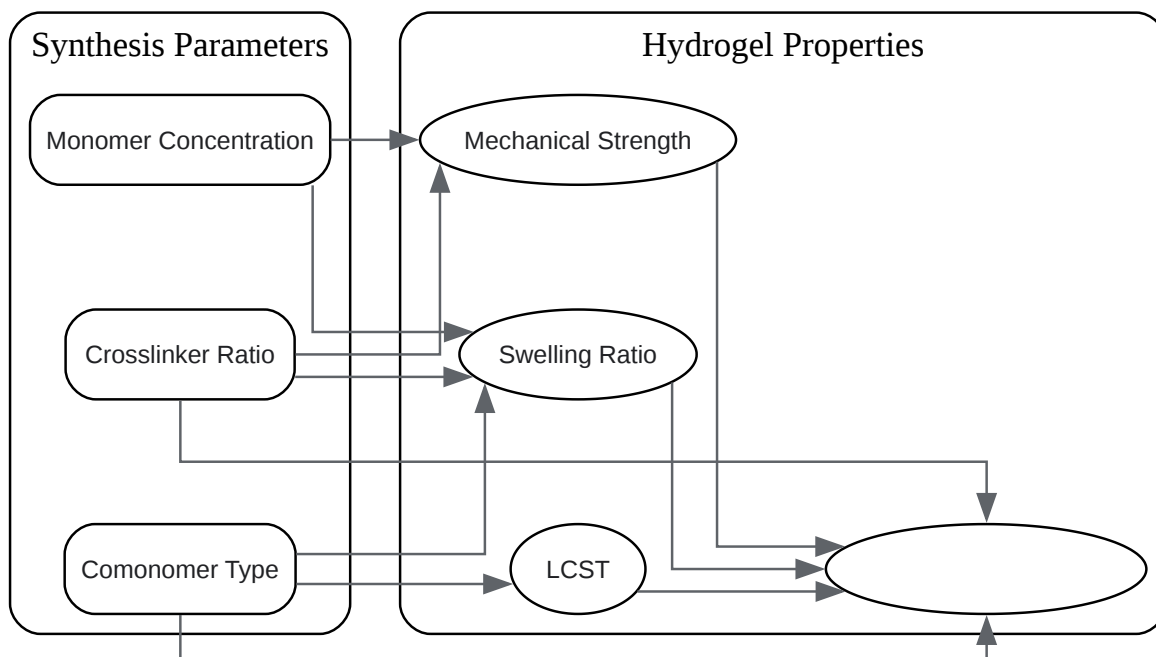 Synthesis Parameters
Hydrogel Properties
Monomer Concentration
Mechanical Strength
Crosslinker Ratio
Swelling Ratio
Comonomer Type
LCST